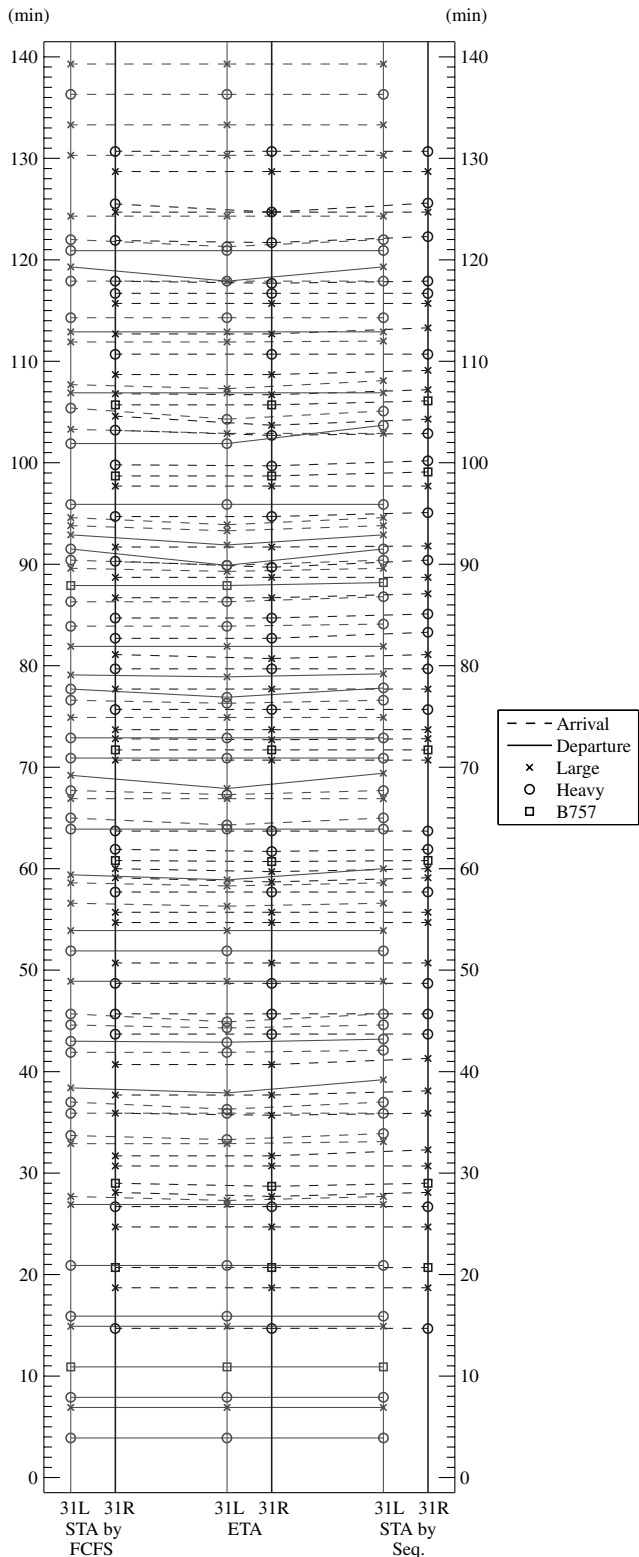 (min) (min)
140 140
130 130
120 120
110 110
100 100
90 90
80 80
70 70
60 60
50 50
40 40
30 30
20 20
10 10
0 0
Arrival
Departure
Large
Heavy
B757
31L 31R 31L 31R 31L 31R
STA by ETA STA by
FCFS Seq.